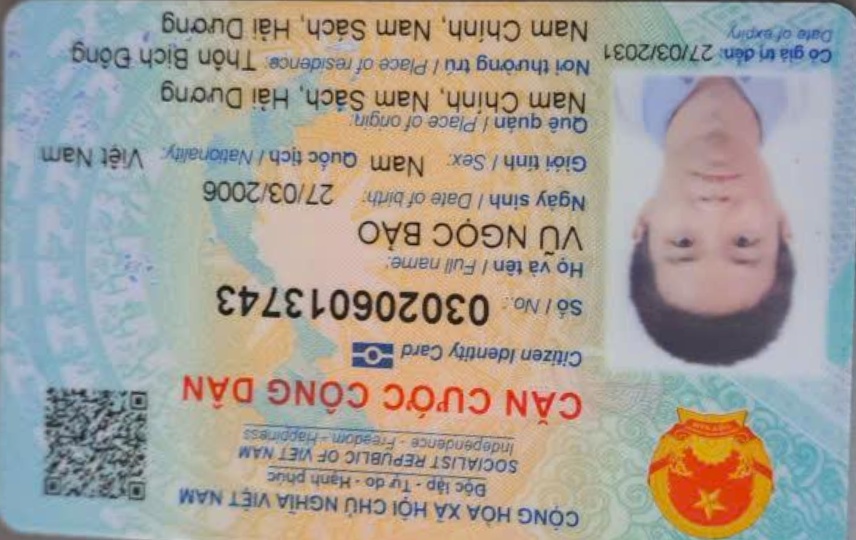 CỘNG HÒA XÃ HỘI CHỦ NGHĨA VIỆT NAM
Độc lập - Tự do - Hạnh phúc
SOCIALIST REPUBLIC OF VIET NAM
Independence - Freedom - Happiness
CĂN CƯỚC CÔNG DÂN
Citizen Identity Card
Số / No.: 030206013743
Họ và tên / Full name:
VŨ NGỌC BẢO
Ngày sinh / Date of birth: 27/03/2006
Giới tính / Sex: Nam Quốc tịch / Nationality: Việt Nam
Quê quán / Place of origin:
Nam Chính, Nam Sách, Hải Dương
Nơi thường trú / Place of residence: Thôn Bịch Đông
Nam Chính, Nam Sách, Hải Dương
Có giá trị đến: 27/03/2031
Date of expiry